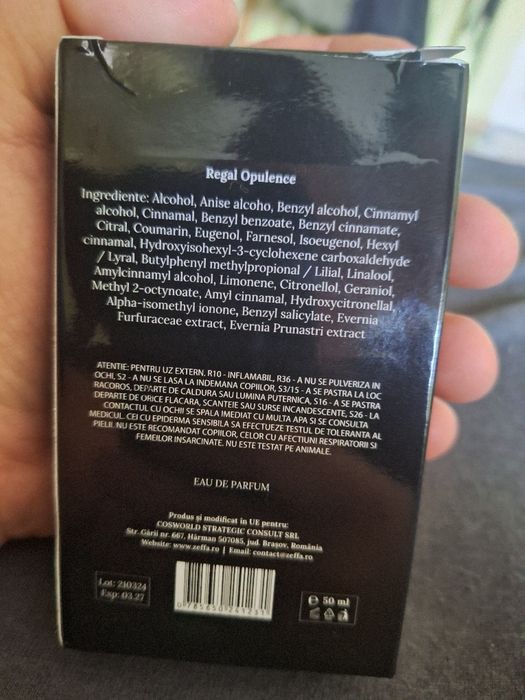 Regal Opulence
Ingrediente: Alcohol, Anise alcoho, Benzyl alcohol, Cinnamyl
alcohol, Cinnamal, Benzyl benzoate, Benzyl cinnamate,
Citral, Coumarin, Eugenol, Farnesol, Isoeugenol, Hexyl
cinnamal, Hydroxyisohexyl-3-cyclohexene carboxaldehyde
/ Lyral, Butylphenyl methylpropional / Lilial, Linalool,
Amylcinnamyl alcohol, Limonene, Citronellol, Geraniol,
Methyl 2-octynoate, Amyl cinnamal, Hydroxycitronellal,
Alpha-isomethyl ionone, Benzyl salicylate, Evernia
Furfuraceae extract, Evernia Prunastri extract
ATENTIE: PENTRU UZ EXTERN. R10 - INFLAMABIL, R36 - A NU SE PULVERIZA IN
OCHI, S2 - A NU SE LASA LA INDEMANA COPIILOR, S3/15 - A SE PASTRA LA LOC
RACOROS, DEPARTE DE CALDURA SAU LUMINA PUTERNICA, S16 - A SE PASTRA
DEPARTE DE ORICE FLACARA, SCANTEIE SAU SURSE INCANDESCENTE, S26 - LA
CONTACTUL CU OCHII SE SPALA IMEDIAT CU MULTA APA SI SE CONSULTA
MEDICUL. CEI CU EPIDERMA SENSIBILA SA EFECTUEZE TESTUL DE TOLERANTA AL
PIELII. NU ESTE RECOMANDAT COPIILOR, CELOR CU AFECTIUNI RESPIRATORII SI
FEMEILOR INSARCINATE. NU ESTE TESTAT PE ANIMALE.
EAU DE PARFUM
Produs și modificat in UE pentru:
COSWORLD STRATEGIC CONSULT SRL
Str. Gării nr. 667, Hărman 507085, jud. Brașov, România
Website: www.zeffa.ro | Email: contact@zeffa.ro
Lot: 210324
Exp: 03.27
0 785650 241231
e 50 ml